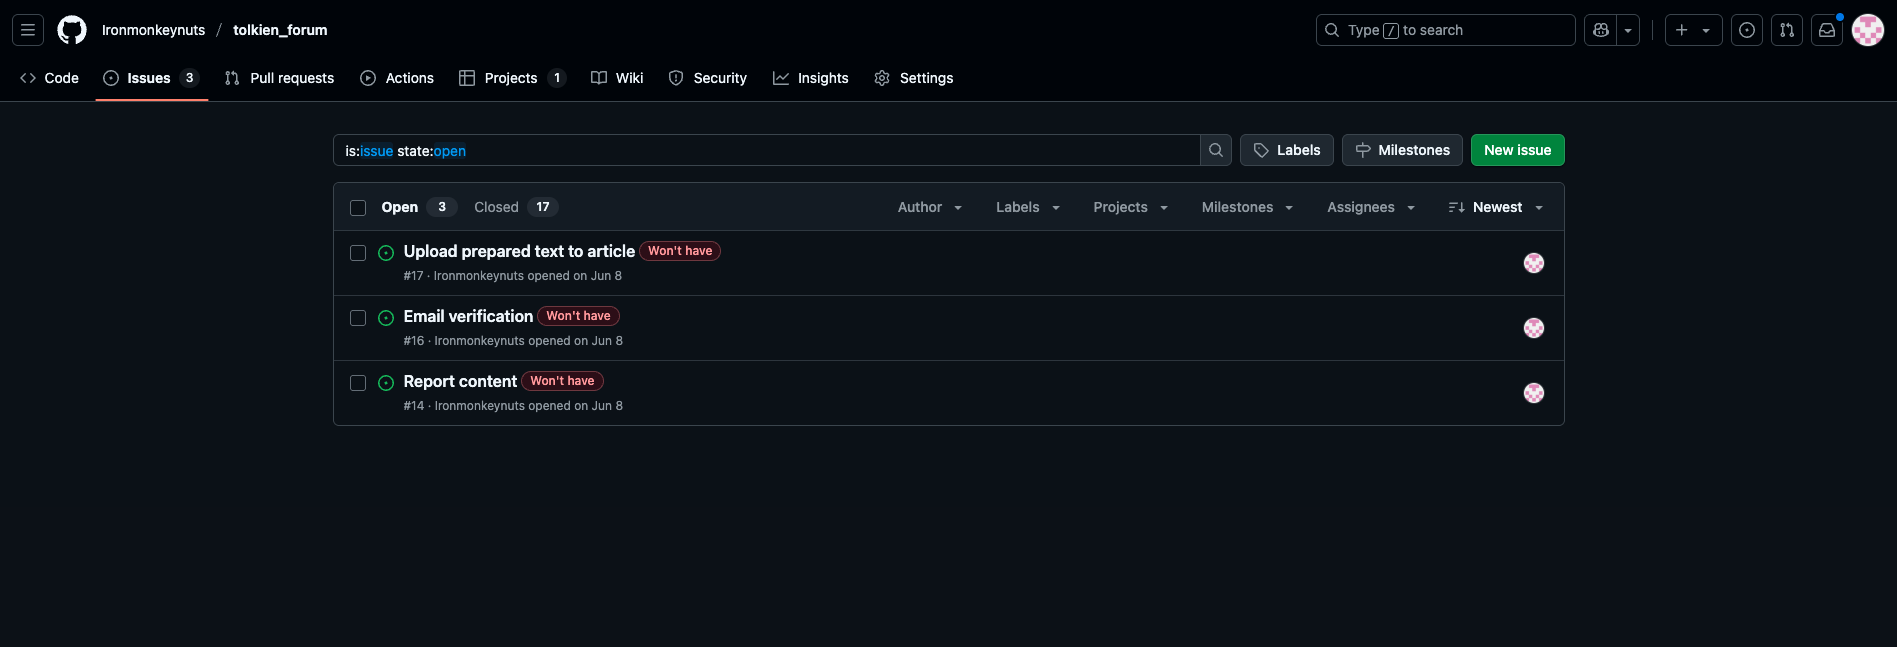 Ironmonkeynuts / tolkien_forum
Type / to search
Code
Issues 3
Pull requests
Actions
Projects 1
Wiki
Security
Insights
Settings
is:issue state:open
Labels
Milestones
New issue
Open 3
Closed 17
Author
Labels
Projects
Milestones
Assignees
Newest
Upload prepared text to article Won't have
#17 · Ironmonkeynuts opened on Jun 8
Email verification Won't have
#16 · Ironmonkeynuts opened on Jun 8
Report content Won't have
#14 · Ironmonkeynuts opened on Jun 8